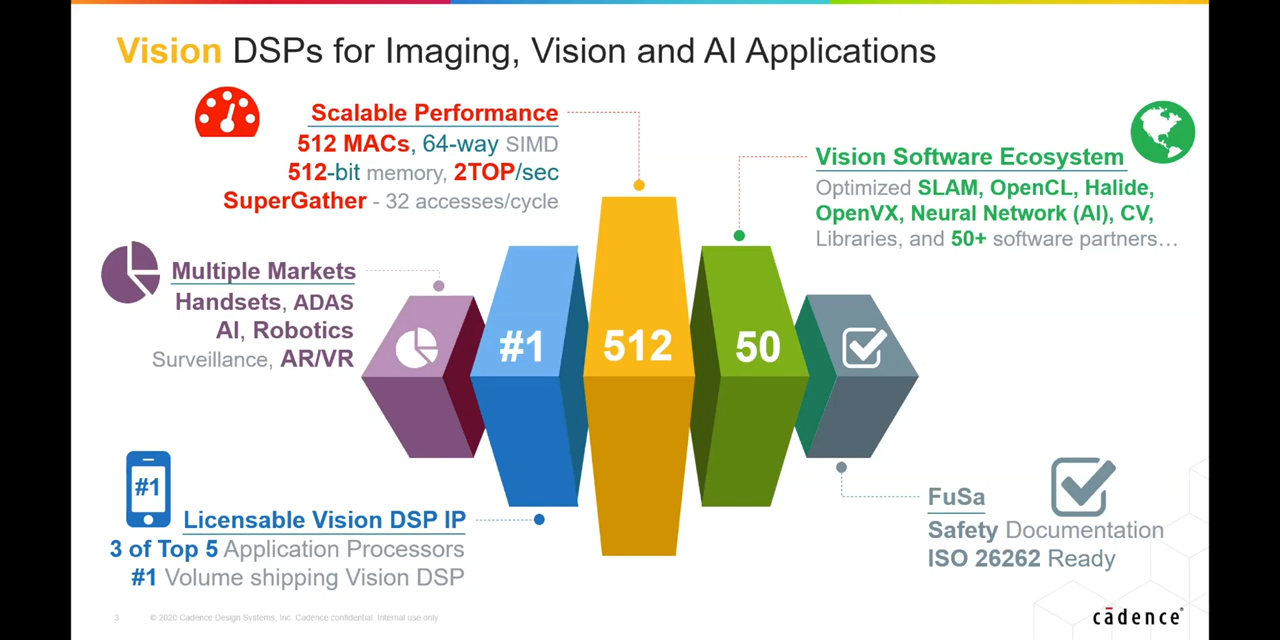 Vision DSPs for Imaging, Vision and AI Applications
Scalable Performance
512 MACs, 64-way SIMD
512-bit memory, 2TOP/sec
SuperGather - 32 accesses/cycle
Vision Software Ecosystem
Optimized SLAM, OpenCL, Halide,
OpenVX, Neural Network (AI), CV,
Libraries, and 50+ software partners…
Multiple Markets
Handsets, ADAS
AI, Robotics
Surveillance, AR/VR
#1
512
50
#1
Licensable Vision DSP IP
3 of Top 5 Application Processors
#1 Volume shipping Vision DSP
FuSa
Safety Documentation
ISO 26262 Ready
3 © 2020 Cadence Design Systems, Inc. Cadence confidential. Internal use only.
cādence®